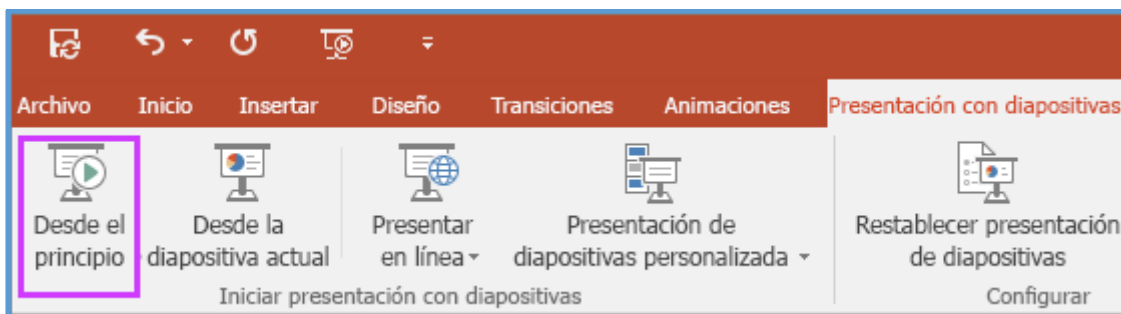 Archivo Inicio Insertar Diseño Transiciones Animaciones Presentación con diapositivas
Desde el principio
Desde la diapositiva actual
Presentar en línea
Presentación de diapositivas personalizada
Restablecer presentación de diapositivas
Iniciar presentación con diapositivas
Configurar